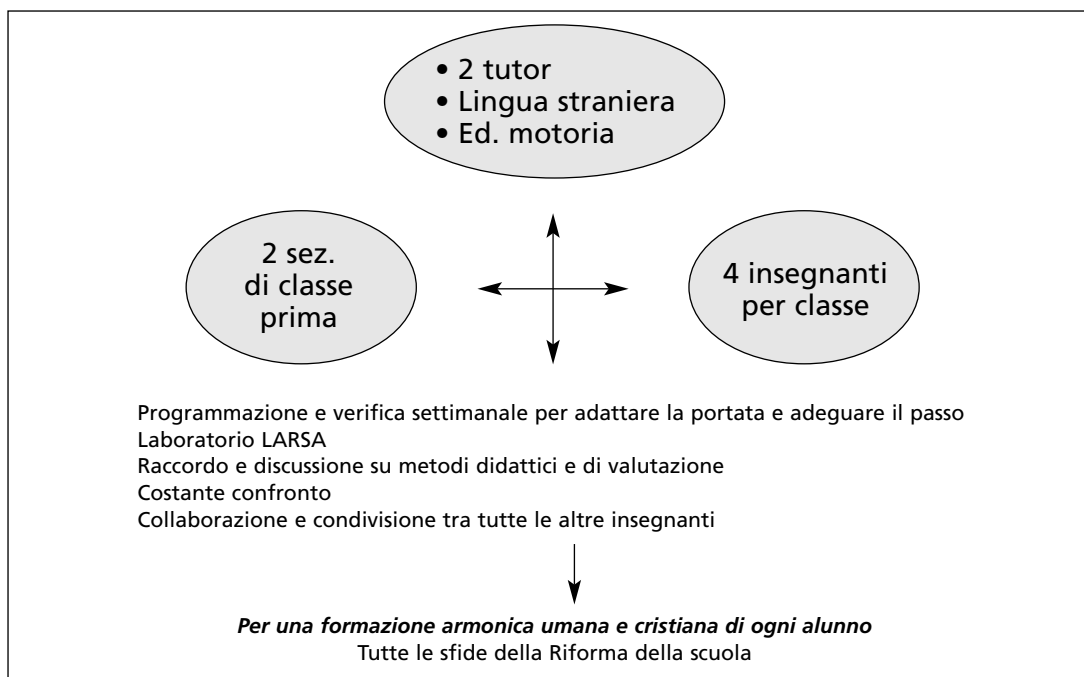 • 2 tutor
• Lingua straniera
• Ed. motoria
2 sez.
di classe
prima
4 insegnanti
per classe
Programmazione e verifica settimanale per adattare la portata e adeguare il passo
Laboratorio LARSA
Raccordo e discussione su metodi didattici e di valutazione
Costante confronto
Collaborazione e condivisione tra tutte le altre insegnanti
Per una formazione armonica umana e cristiana di ogni alunno
Tutte le sfide della Riforma della scuola